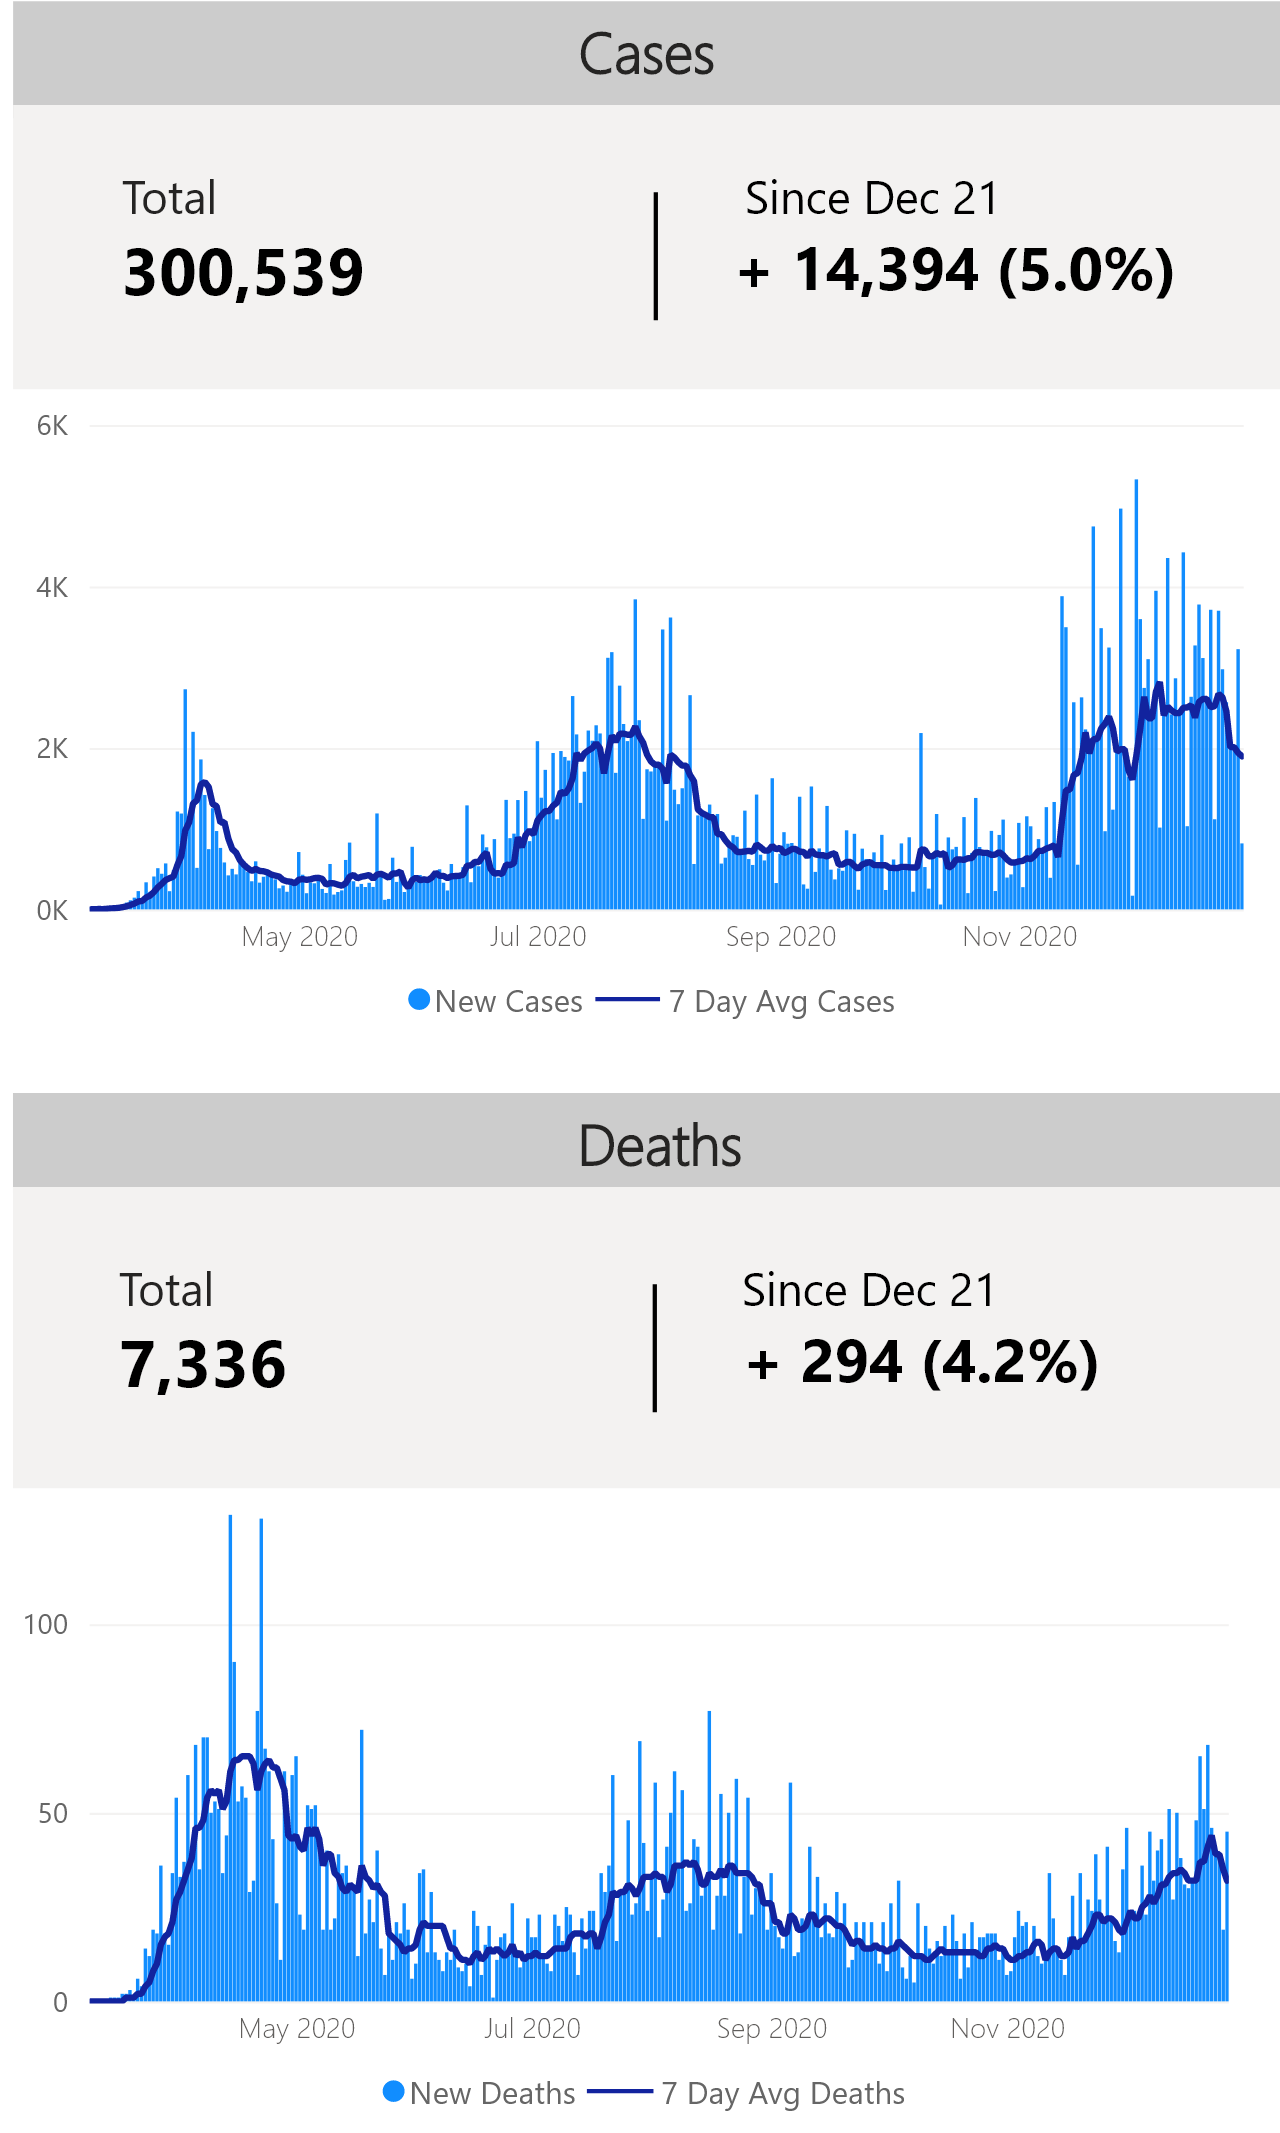 Cases
Total
Since Dec 21
300,539
+ 14,394 (5.0%)
6K
4K
2K
0K
May 2020
Jul 2020
Sep 2020
Nov 2020
New Cases
7 Day Avg Cases
Deaths
Total
Since Dec 21
7,336
+ 294 (4.2%)
100
50
0
May 2020
Jul 2020
Sep 2020
Nov 2020
New Deaths
7 Day Avg Deaths